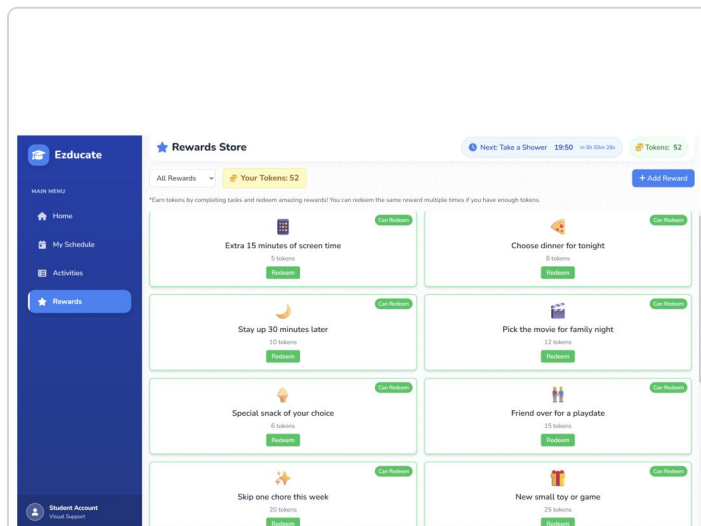 Ezducate
MAIN MENU
Home
My Schedule
Activities
Rewards
Student Account
Visual Support
Rewards Store
Next: Take a Shower 19:50 in 5h 59m 28s
Tokens: 52
All Rewards
Your Tokens: 52
+ Add Reward
*Earn tokens by completing tasks and redeem amazing rewards! You can redeem the same reward multiple times if you have enough tokens.
Can Redeem
Extra 15 minutes of screen time
5 tokens
Redeem
Can Redeem
Choose dinner for tonight
8 tokens
Redeem
Can Redeem
Stay up 30 minutes later
10 tokens
Redeem
Can Redeem
Pick the movie for family night
12 tokens
Redeem
Can Redeem
Special snack of your choice
6 tokens
Redeem
Can Redeem
Friend over for a playdate
15 tokens
Redeem
Can Redeem
Skip one chore this week
20 tokens
Redeem
Can Redeem
New small toy or game
25 tokens
Redeem